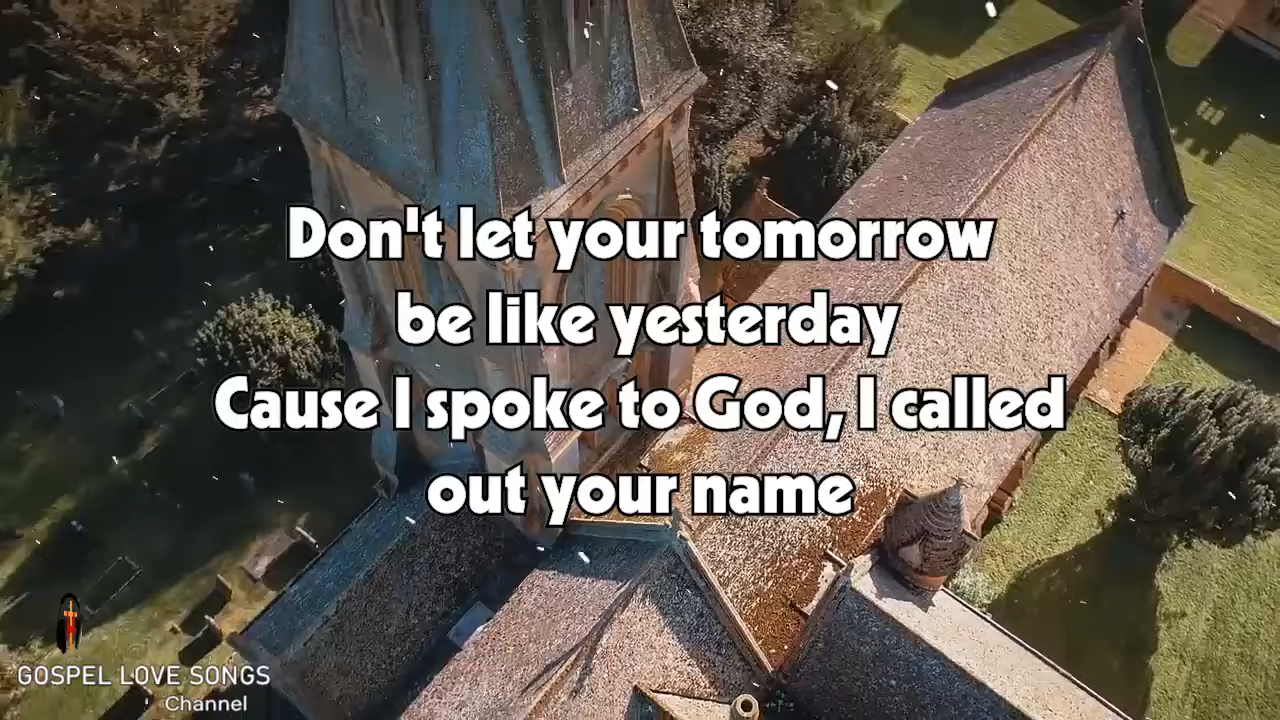 Don't let your tomorrow
be like yesterday
Cause I spoke to God, I called
out your name
GOSPEL LOVE SONGS
Channel